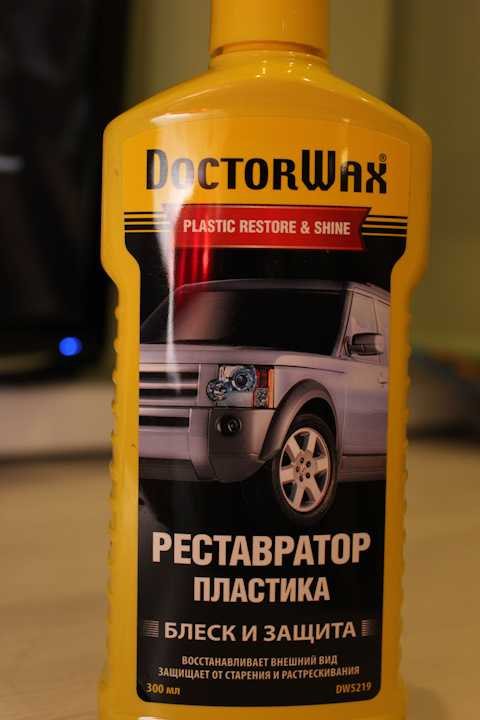 DOCTORWAX®
PLASTIC RESTORE & SHINE
РЕСТАВРАТОР
ПЛАСТИКА
БЛЕСК И ЗАЩИТА
ВОССТАНАВЛИВАЕТ ВНЕШНИЙ ВИД
ЗАЩИЩАЕТ ОТ СТАРЕНИЯ И РАСТРЕСКИВАНИЯ
300 мл DW5219